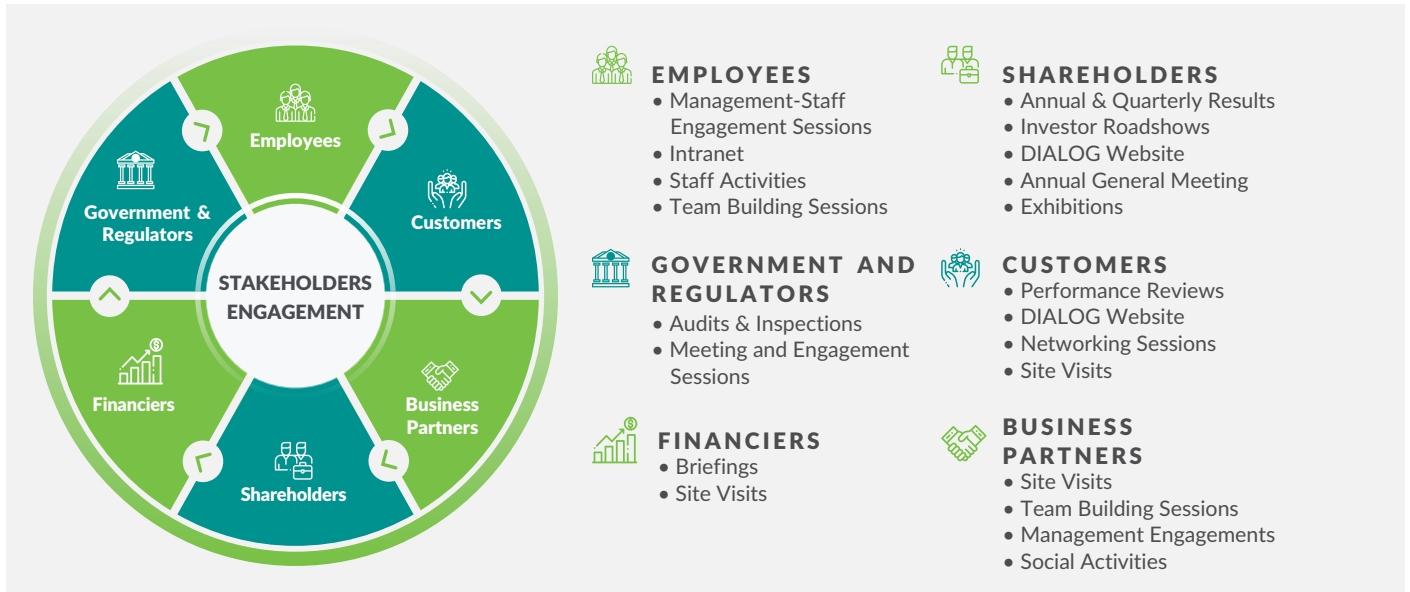 Employees
Government &
Regulators
Customers
STAKEHOLDERS
ENGAGEMENT
Financiers
Business
Partners
Shareholders
EMPLOYEES
• Management-Staff
Engagement Sessions
• Intranet
• Staff Activities
• Team Building Sessions
SHAREHOLDERS
• Annual & Quarterly Results
• Investor Roadshows
• DIALOG Website
• Annual General Meeting
• Exhibitions
GOVERNMENT AND
REGULATORS
• Audits & Inspections
• Meeting and Engagement
Sessions
CUSTOMERS
• Performance Reviews
• DIALOG Website
• Networking Sessions
• Site Visits
FINANCIERS
• Briefings
• Site Visits
BUSINESS
PARTNERS
• Site Visits
• Team Building Sessions
• Management Engagements
• Social Activities